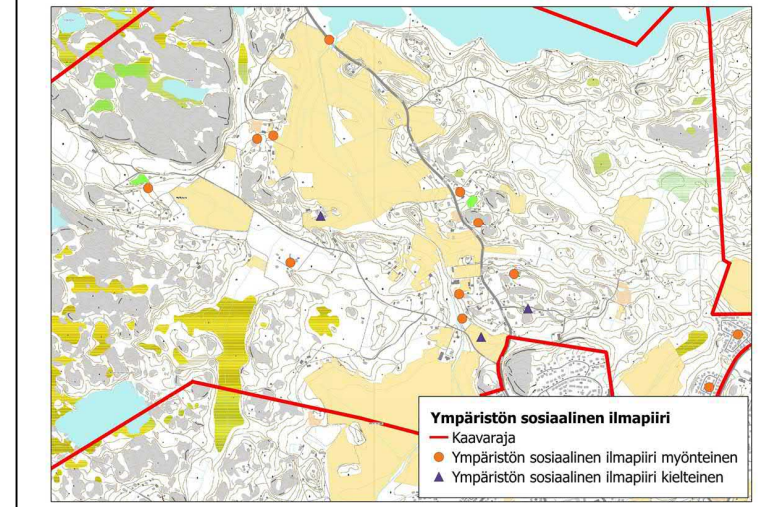 Ympäristön sosiaalinen ilmapiiri
Kaavaraja
Ympäristön sosiaalinen ilmapiiri myönteinen
Ympäristön sosiaalinen ilmapiiri kielteinen